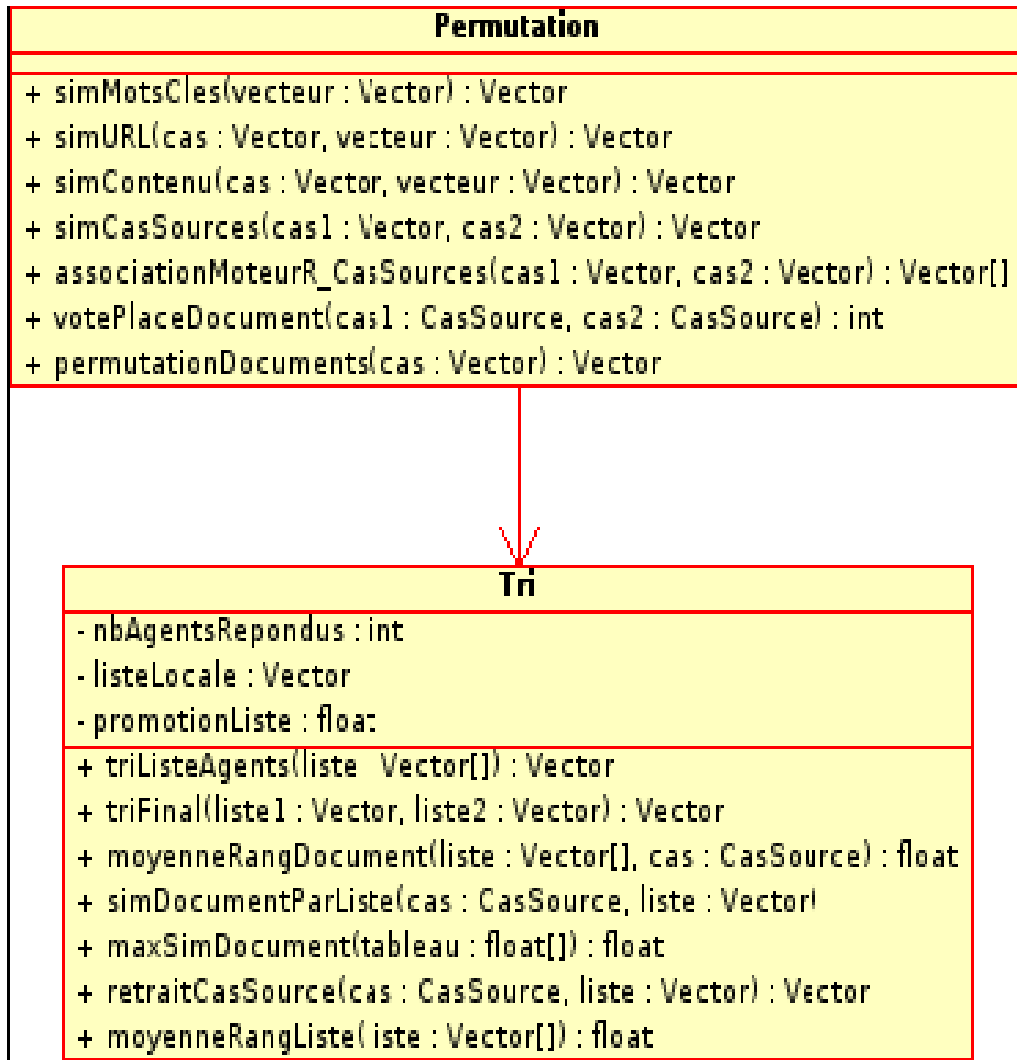 Permutation
+ simMotsCles(vecteur : Vector) : Vector
+ simURL(cas : Vector, vecteur : Vector) : Vector
+ simContenu(cas : Vector, vecteur : Vector) : Vector
+ simCasSources(cas1 : Vector, cas2 : Vector) : Vector
+ associationMoteurR_CasSources(cas1 : Vector, cas2 : Vector) : Vector[]
+ votePlaceDocument(cas1 : CasSource, cas2 : CasSource) : int
+ permutationDocuments(cas : Vector) : Vector
Tri
- nbAgentsRepondus : int
- listeLocale : Vector
- promotionListe : float
+ triListeAgents(liste Vector[]) : Vector
+ triFinal(liste1 : Vector, liste2 : Vector) : Vector
+ moyenneRangDocument(liste : Vector[], cas : CasSource) : float
+ simDocumentParListe(cas : CasSource, liste : Vector)
+ maxSimDocument(tableau : float[]) : float
+ retraitCasSource(cas : CasSource, liste : Vector) : Vector
+ moyenneRangListe( iste : Vector[]) : float